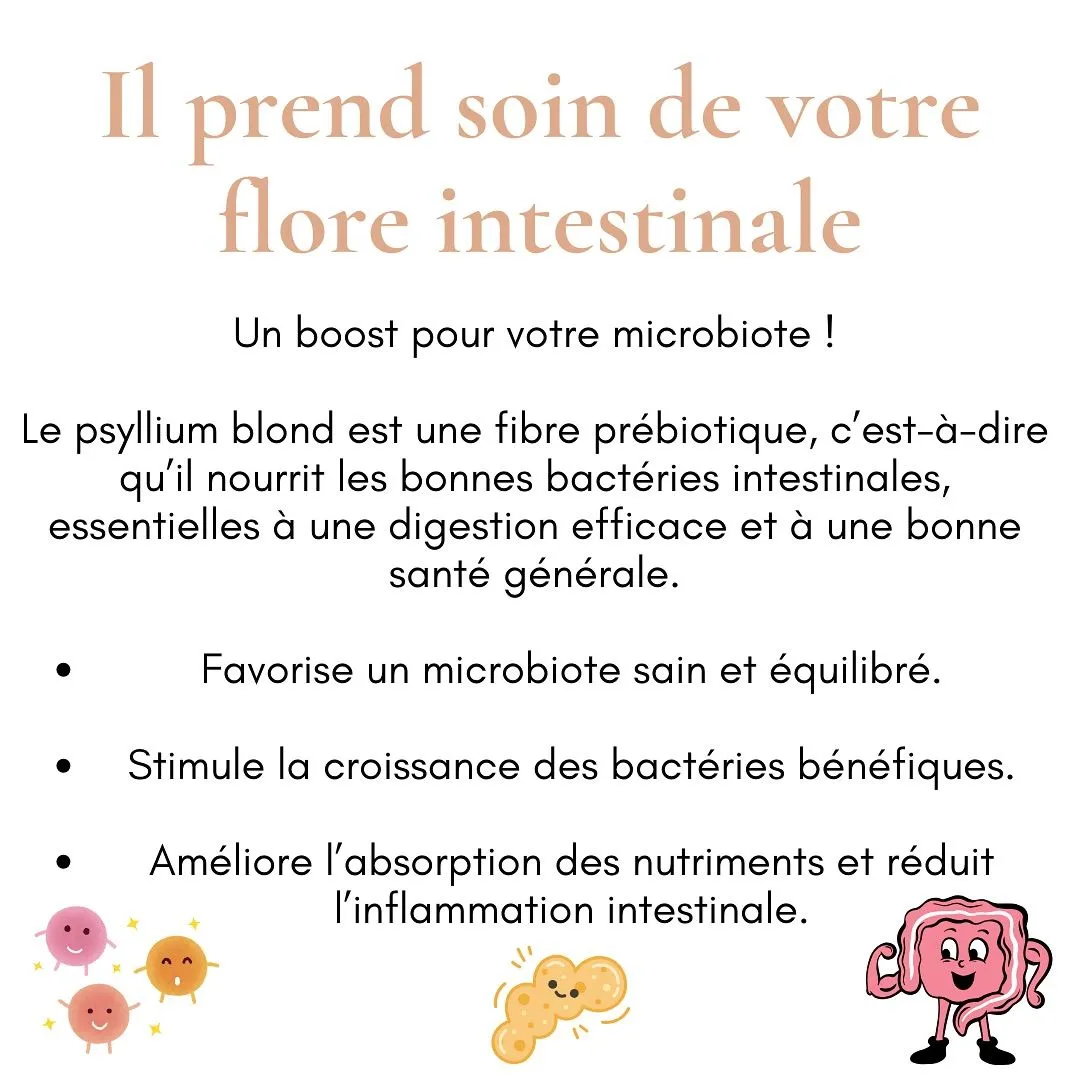 Il prend soin de votre
flore intestinale
Un boost pour votre microbiote !
Le psyllium blond est une fibre prébiotique, c’est-à-dire
qu’il nourrit les bonnes bactéries intestinales,
essentielles à une digestion efficace et à une bonne
santé générale.
• Favorise un microbiote sain et équilibré.
• Stimule la croissance des bactéries bénéfiques.
• Améliore l’absorption des nutriments et réduit
l’inflammation intestinale.